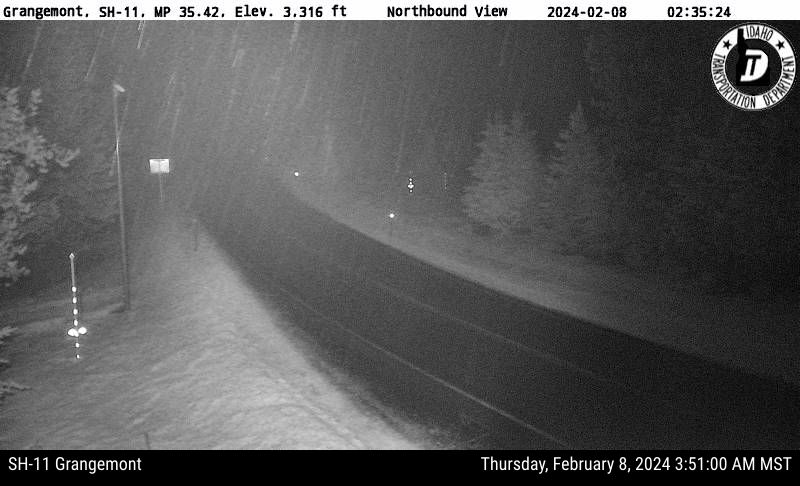 Grangemont, SH-11, MP 35.42, Elev. 3,316 ft Northbound View 2024-02-08 02:35:24
IDAHO
TRANSPORTATION DEPARTMENT
SH-11 Grangemont Thursday, February 8, 2024 3:51:00 AM MST